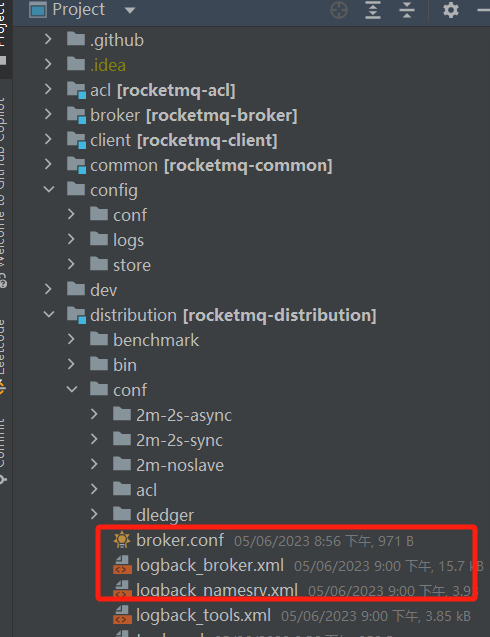 Project
.github
.idea
acl [rocketmq-acl]
broker [rocketmq-broker]
client [rocketmq-client]
common [rocketmq-common]
config
conf
logs
store
dev
distribution [rocketmq-distribution]
benchmark
bin
conf
2m-2s-async
2m-2s-sync
2m-noslave
acl
dledger
broker.conf 05/06/2023 8:56 下午, 971 B
logback_broker.xml 05/06/2023 9:00 下午, 15.7 kB
logback_namesrv.xml 05/06/2023 9:00 下午, 3.9
logback_tools.xml 05/06/2023 9:00 下午, 3.85 kB
Project
Welcome to GitHub Copilot
Leetcode
Commit